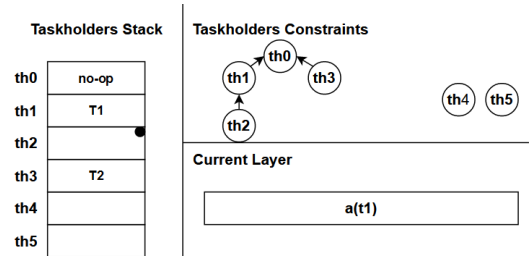 Taskholders Stack
th0 no-op
th1 T1
th2
th3 T2
th4
th5
Taskholders Constraints
th0
th1 th3
th4 th5
th2
Current Layer
a(t1)